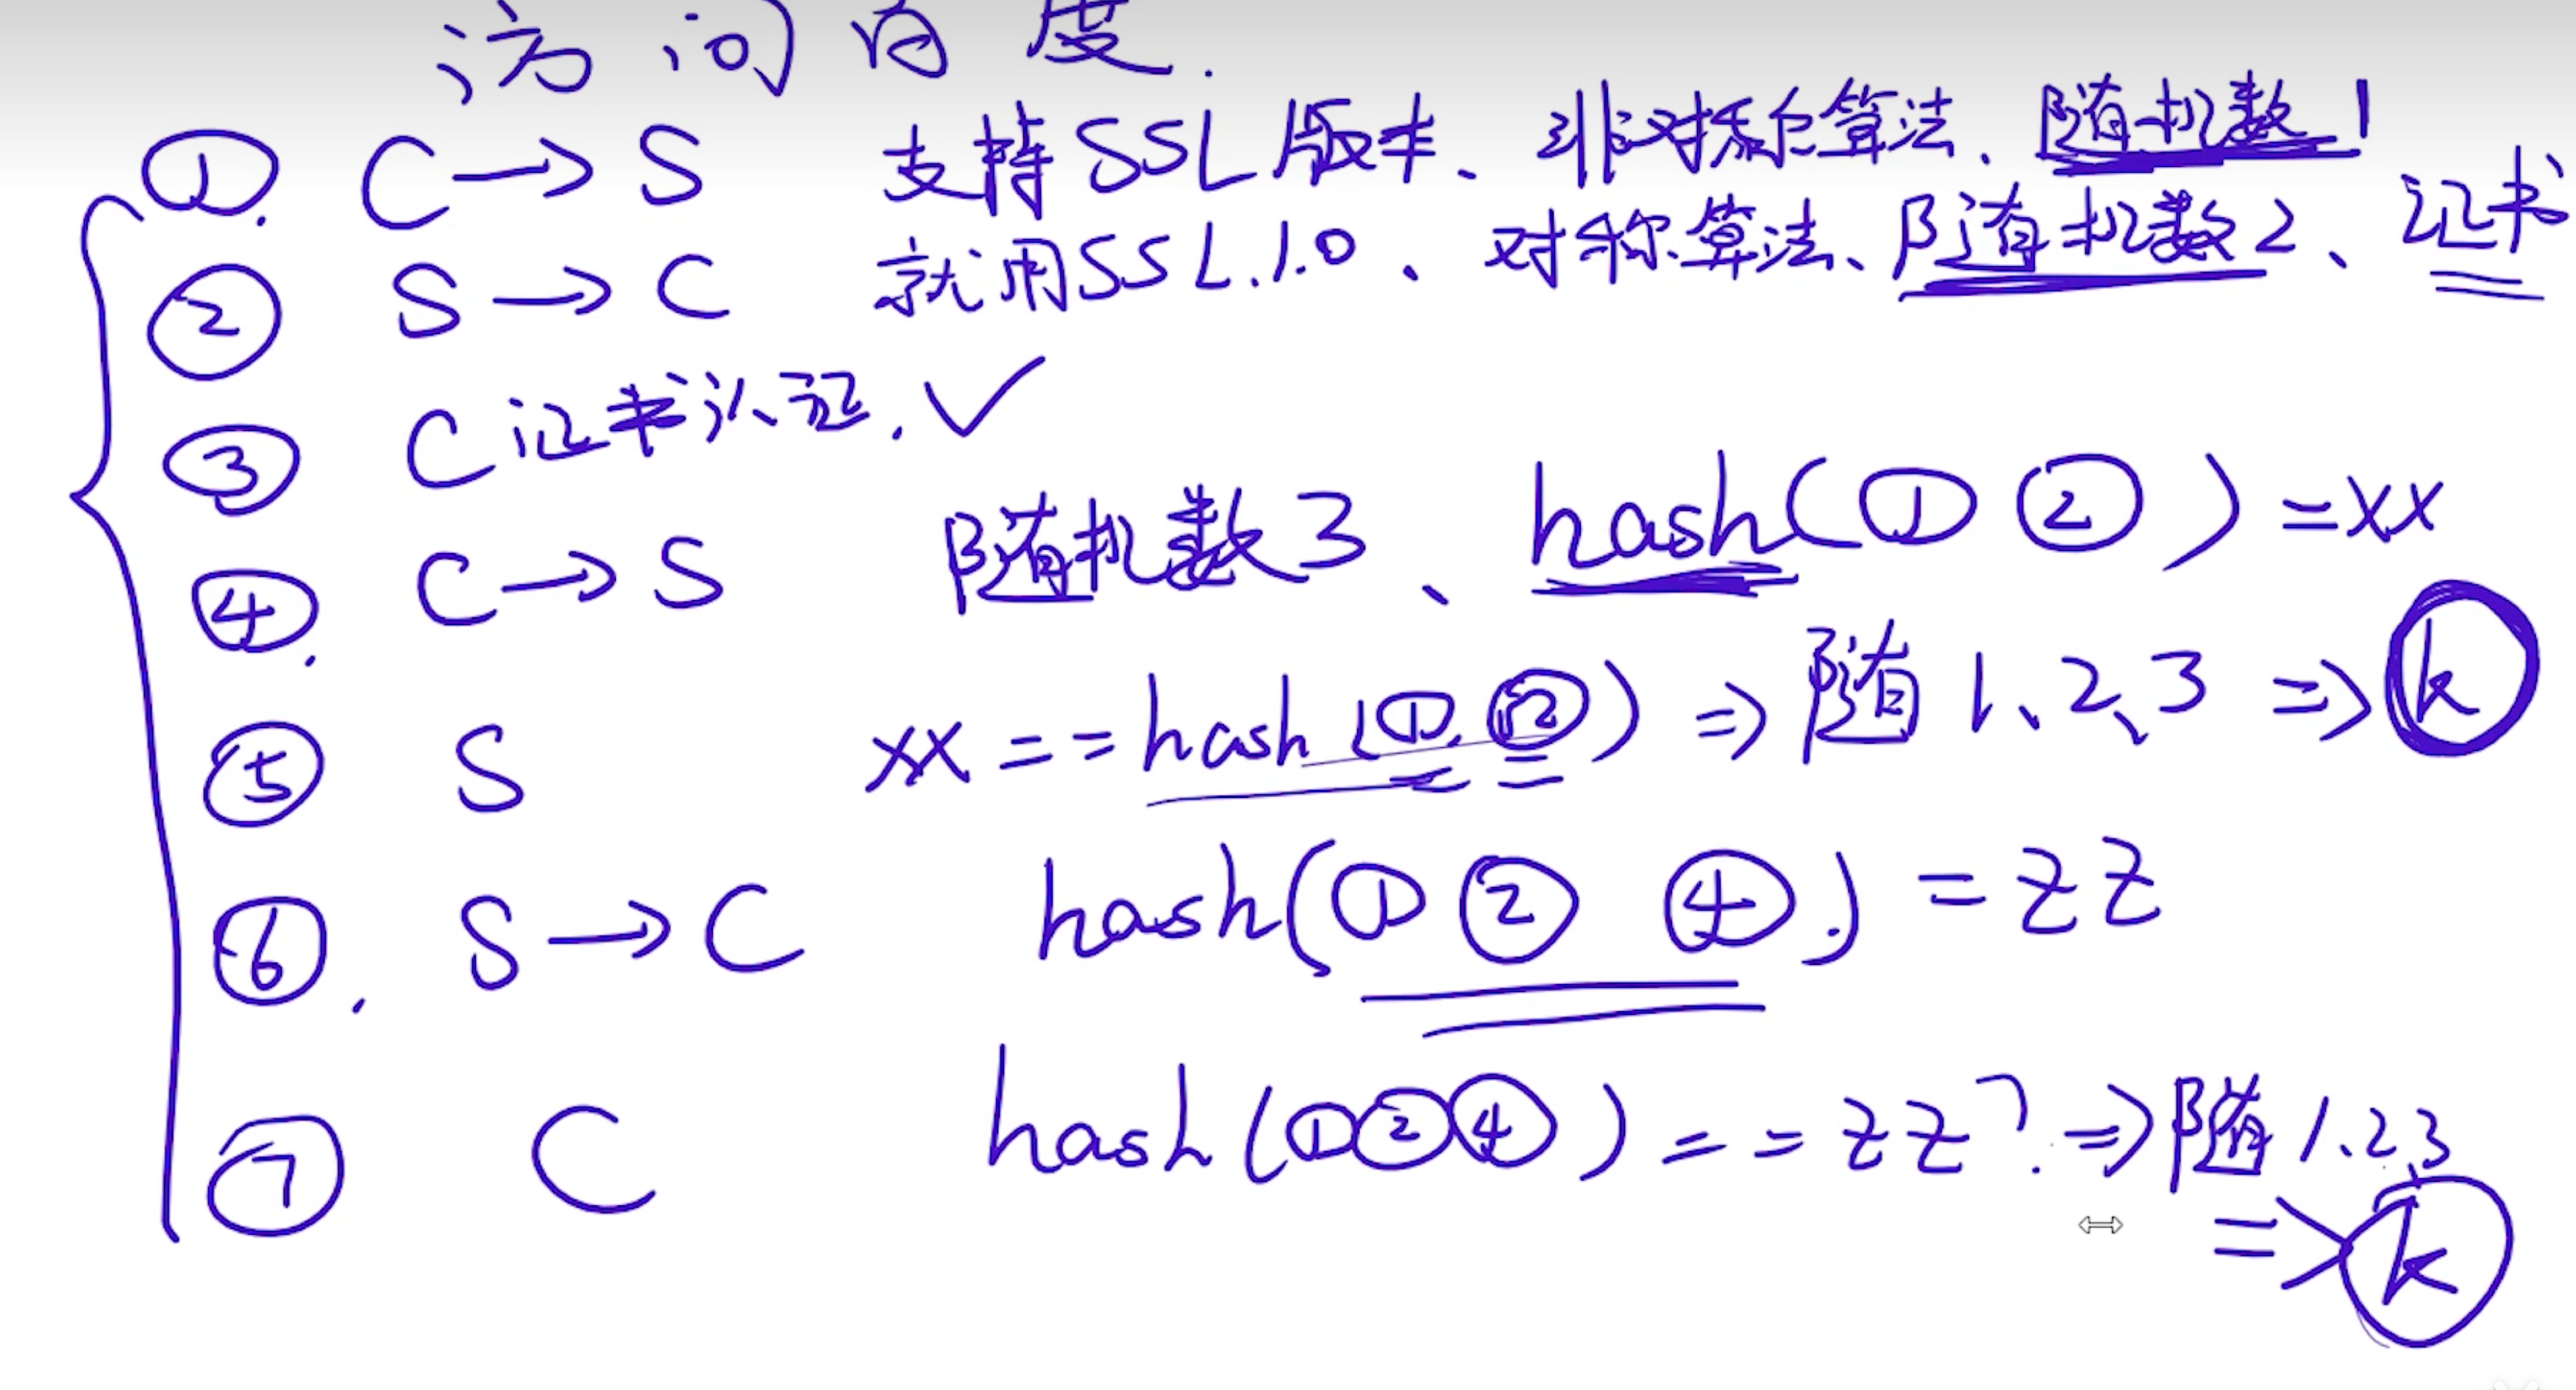 访问百度.
①. C → S 支持SSL版本、非对称算法、随机数1
② S → C 就用SSL.1.0、对称算法、随机数2、证书
③ C证书认证. ✓
④. C → S 随机数3、hash(① ②) = xx
⑤ S xx == hash(①.②) ⇒ 随1、2、3 ⇒ k
⑥. S → C hash(① ② ④.) = zz
⑦ C hash(①②④) == zz?. ⇒ 随1.2.3
⇒ k